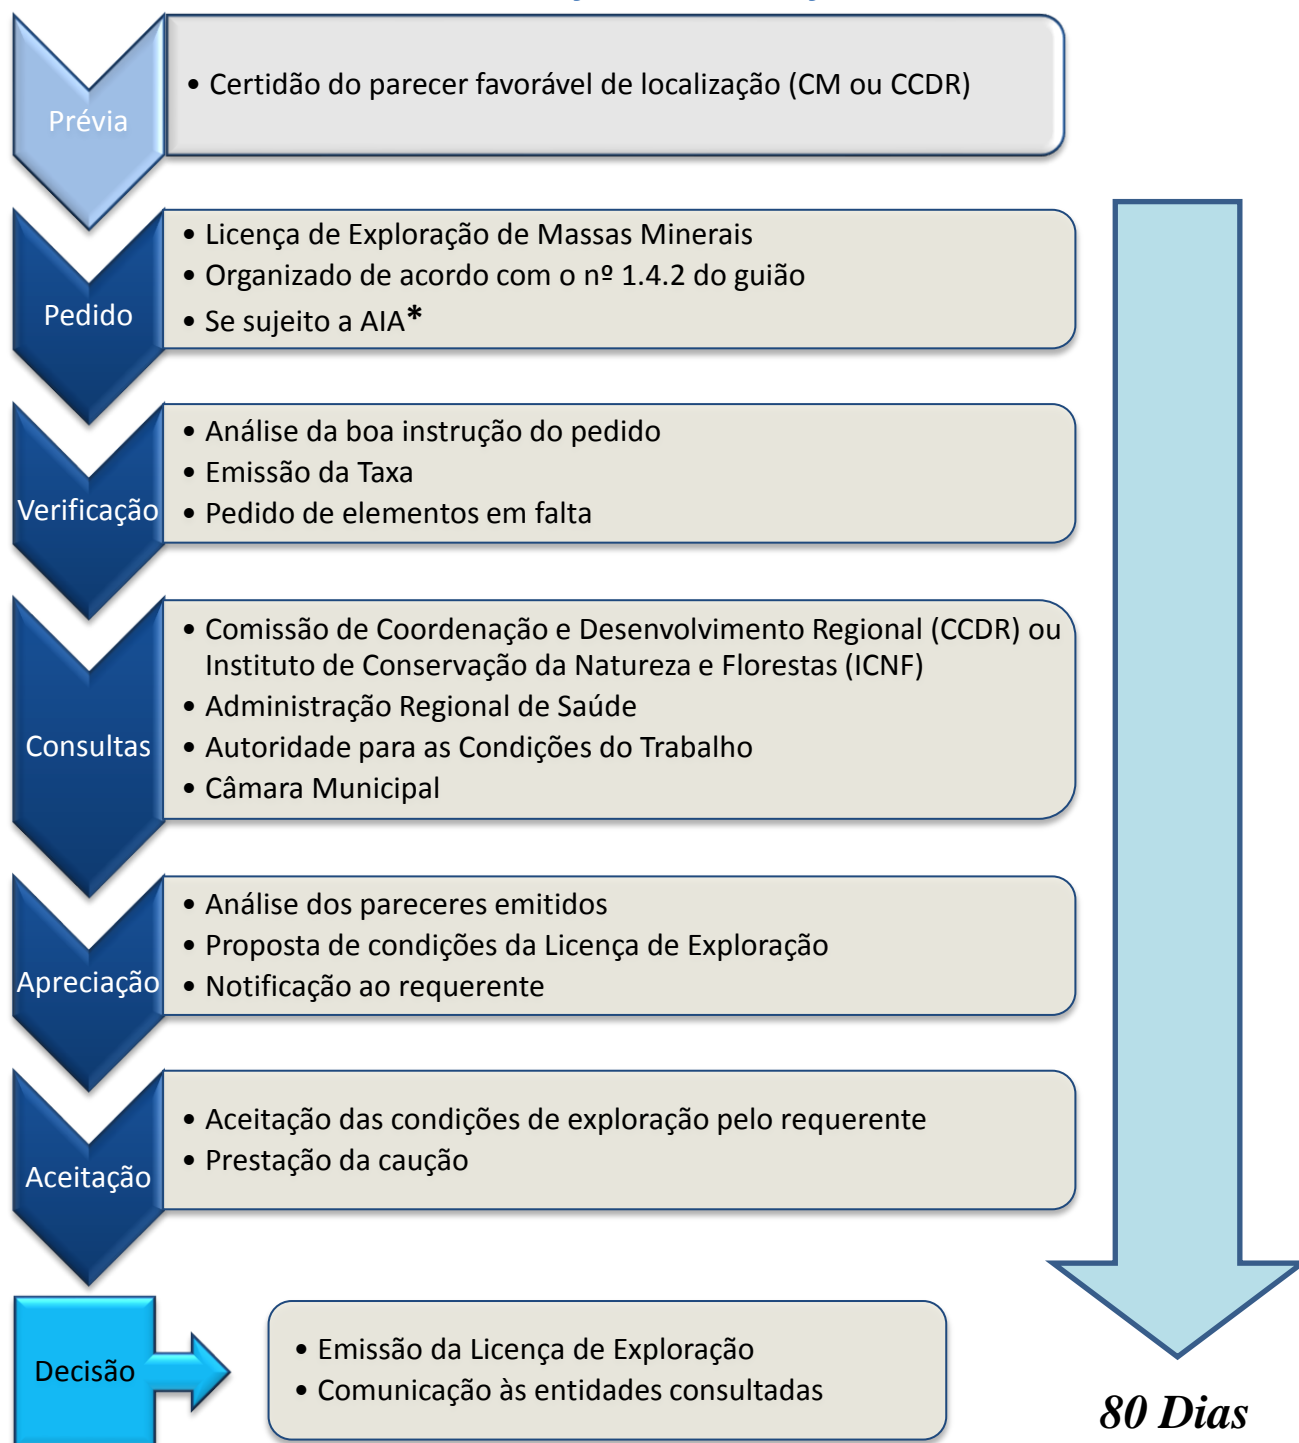 Prévia
• Certidão do parecer favorável de localização (CM ou CCDR)
Pedido
• Licença de Exploração de Massas Minerais
• Organizado de acordo com o nº 1.4.2 do guião
• Se sujeito a AIA*
Verificação
• Análise da boa instrução do pedido
• Emissão da Taxa
• Pedido de elementos em falta
Consultas
• Comissão de Coordenação e Desenvolvimento Regional (CCDR) ou
Instituto de Conservação da Natureza e Florestas (ICNF)
• Administração Regional de Saúde
• Autoridade para as Condições do Trabalho
• Câmara Municipal
Apreciação
• Análise dos pareceres emitidos
• Proposta de condições da Licença de Exploração
• Notificação ao requerente
Aceitação
• Aceitação das condições de exploração pelo requerente
• Prestação da caução
Decisão
• Emissão da Licença de Exploração
• Comunicação às entidades consultadas
80 Dias